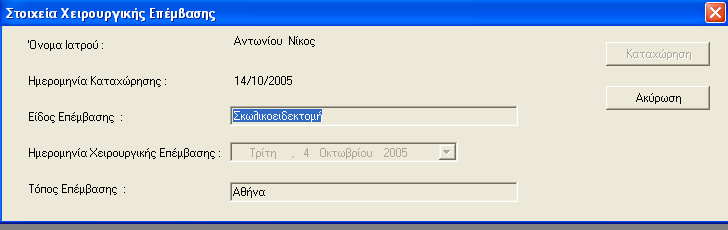 Στοιχεία Χειρουργικής Επέμβασης
Όνομα Ιατρού : Αντωνίου Νίκος
Καταχώρηση
Ημερομηνία Καταχώρησης : 14/10/2005
Ακύρωση
Είδος Επέμβασης : Σκωλικοειδεκτομή
Ημερομηνία Χειρουργικής Επέμβασης : Τρίτη , 4 Οκτωβρίου 2005
Τόπος Επέμβασης : Αθήνα